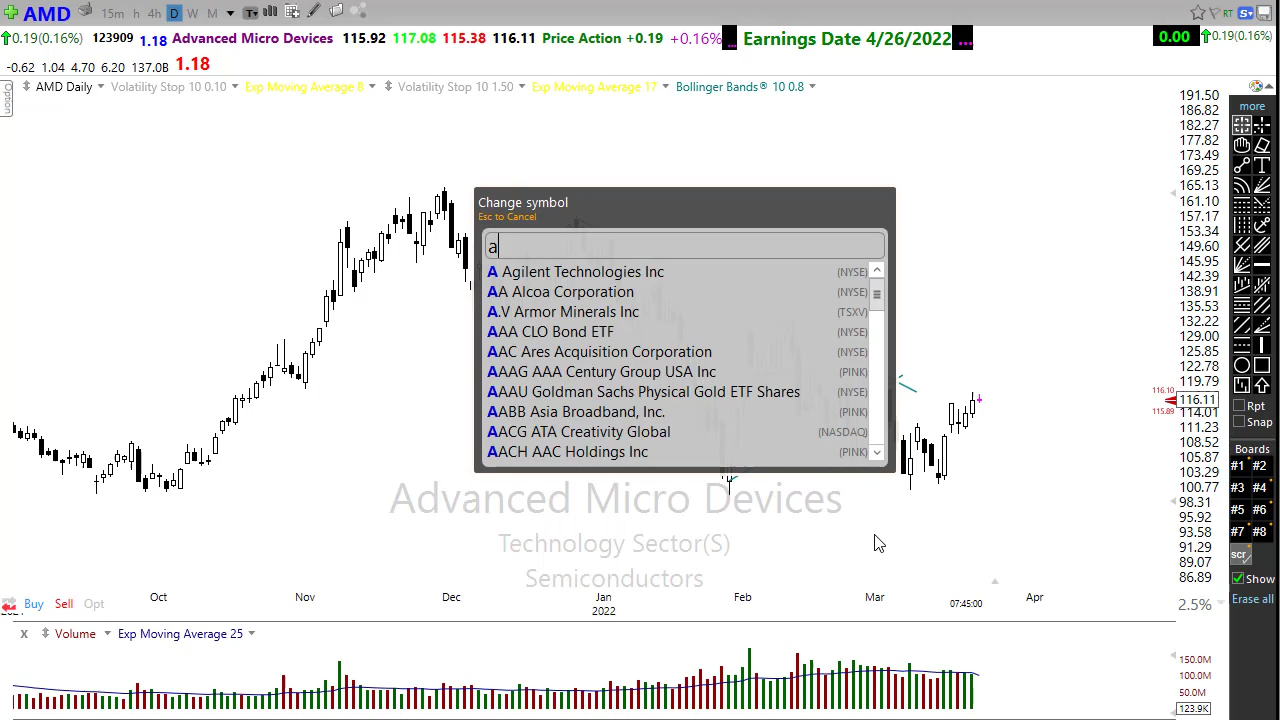 AMD 15m h 4h D W M T RT S
0.19(0.16%) 123909 1.18 Advanced Micro Devices 115.92 117.08 115.38 116.11 Price Action +0.19 +0.16% ... Earnings Date 4/26/2022 ... 0.00 0.19(0.16%)
-0.62 1.04 4.70 6.20 137.0B 1.18
Option
AMD Daily Volatility Stop 10 0.10 Exp Moving Average 8 Volatility Stop 10 1.50 Exp Moving Average 17 Bollinger Bands® 10 0.8
Change symbol
Esc to Cancel
a
A Agilent Technologies Inc (NYSE)
AA Alcoa Corporation (NYSE)
A.V Armor Minerals Inc (TSXV)
AAA CLO Bond ETF (NYSE)
AAC Ares Acquisition Corporation (NYSE)
AAAG AAA Century Group USA Inc (PINK)
AAAU Goldman Sachs Physical Gold ETF Shares (NYSE)
AABB Asia Broadband, Inc. (PINK)
AACG ATA Creativity Global (NASDAQ)
AACH AAC Holdings Inc (PINK)
Advanced Micro Devices
Technology Sector(S)
Semiconductors
191.50
186.82
182.27
177.82
173.49
169.25
165.13
161.10
157.17
153.34
149.60
145.95
142.39
138.91
135.53
132.22
129.00
125.85
122.78
119.79
116.10
116.11
115.89
114.01
111.23
108.52
105.87
103.29
100.77
98.31
95.92
93.58
91.29
89.07
86.89
more
T
Rpt
Snap
Boards
#1 #2
#3 #4
#5 #6
#7 #8
scr
Show
Erase all
Oct Nov Dec Jan Feb Mar 07:45:00 Apr
2022
Buy Sell Opt 2.5%
X Volume Exp Moving Average 25
150.0M
100.0M
50.0M
123.9K